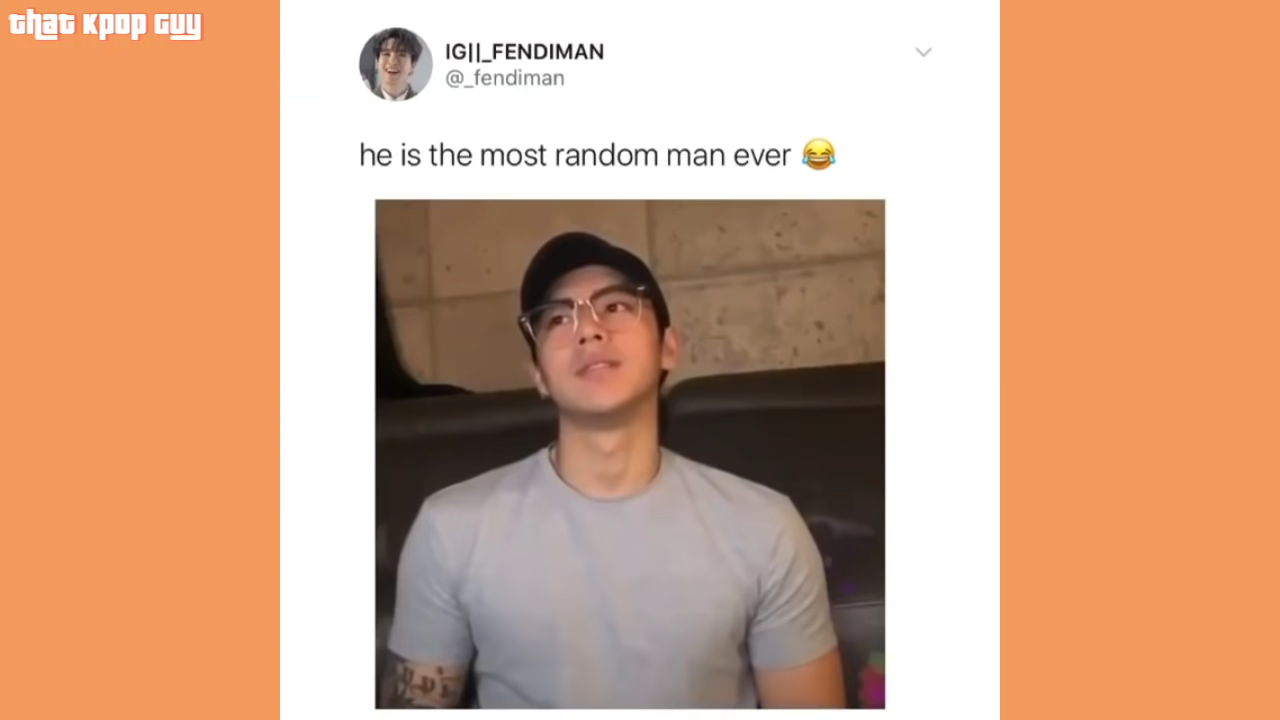 that kpop guy
IG||_FENDIMAN
@_fendiman
he is the most random man ever 😂